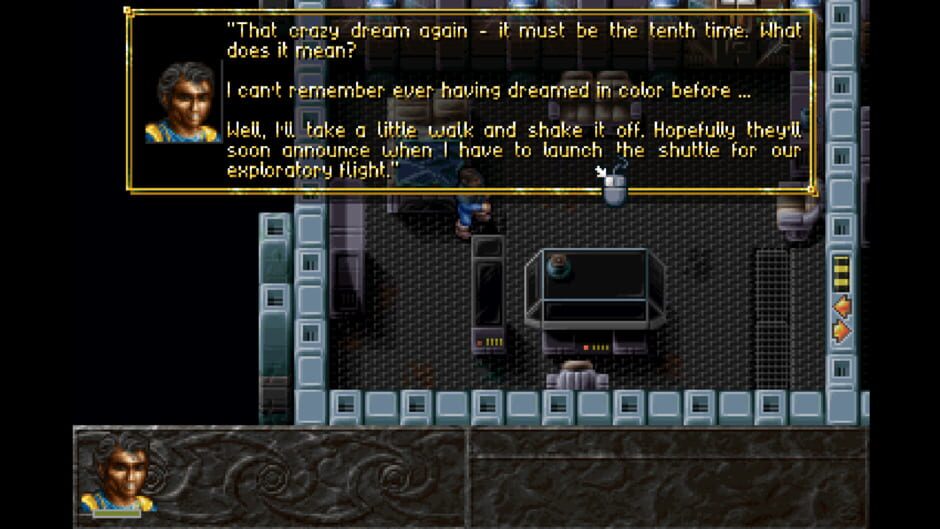 "That crazy dream again - it must be the tenth time. What
does it mean?
I can't remember ever having dreamed in color before ...
Well, I'll take a little walk and shake it off. Hopefully they'll
soon announce when I have to launch the shuttle for our
exploratory flight."